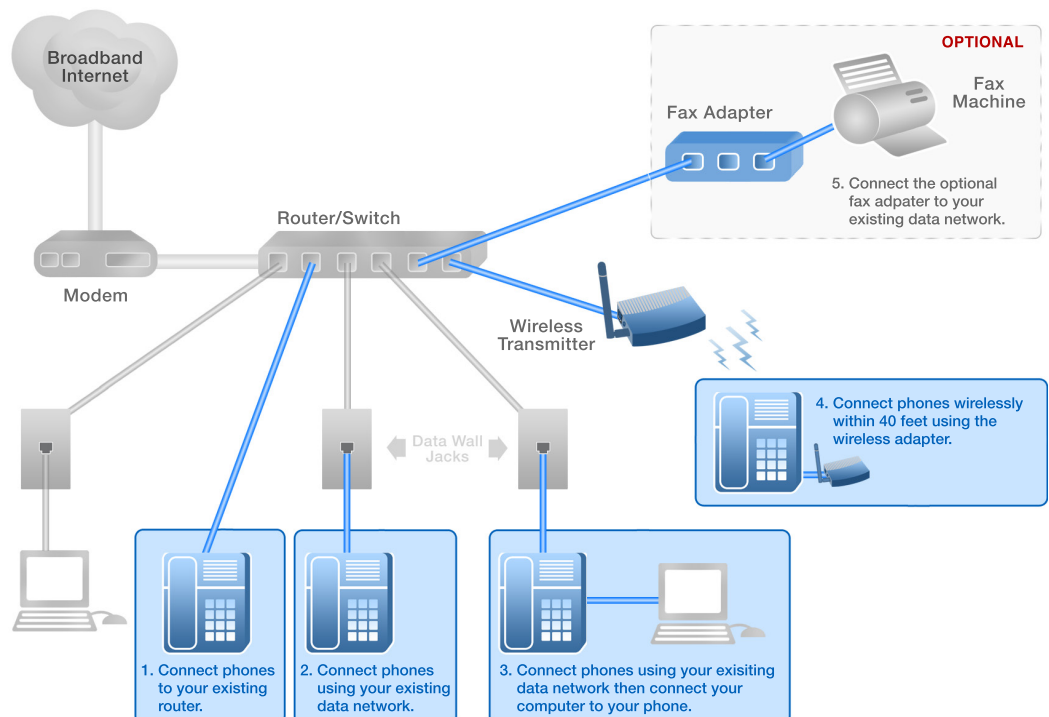 Broadband
Internet
OPTIONAL
Fax
Machine
Fax Adapter
5. Connect the optional
fax adpater to your
existing data network.
Router/Switch
Modem
Wireless
Transmitter
4. Connect phones wirelessly
within 40 feet using the
wireless adapter.
Data Wall
Jacks
1. Connect phones
to your existing
router.
2. Connect phones
using your existing
data network.
3. Connect phones using your exisiting
data network then connect your
computer to your phone.